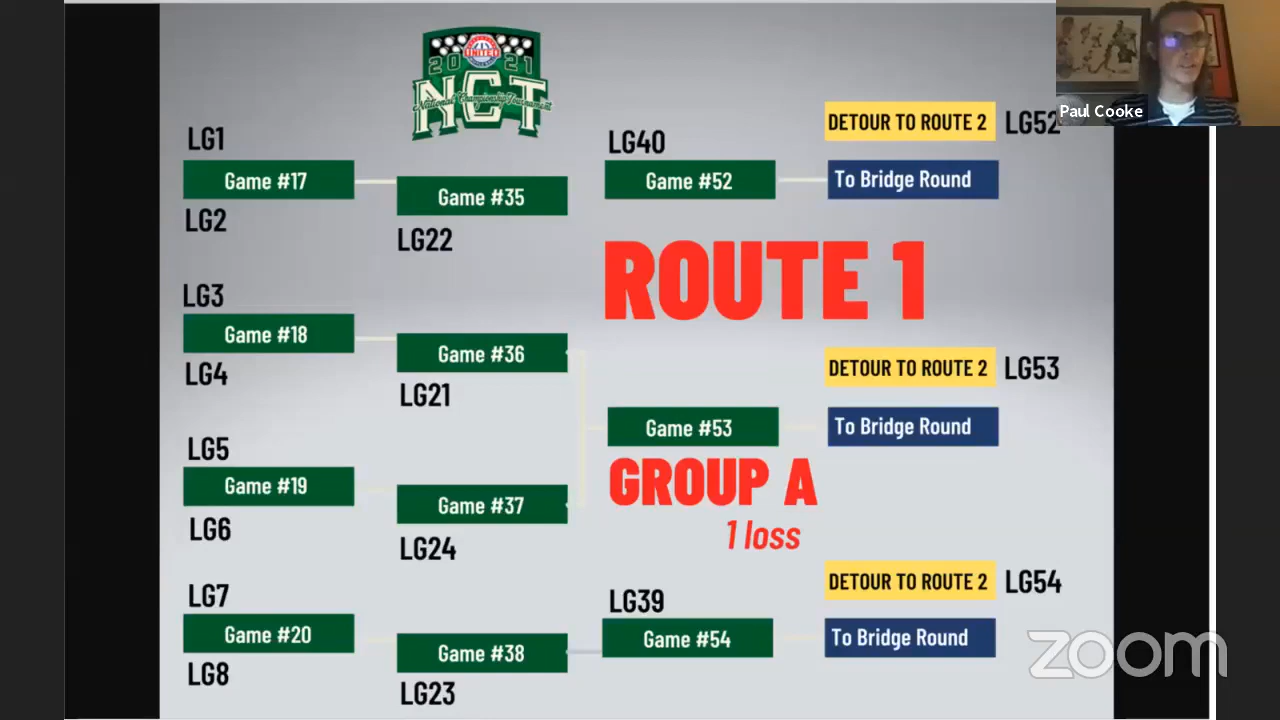 UNITED
2021
NCT
National Championship Tournament
Paul Cooke
LG1
Game #17
LG2
Game #35
LG22
LG3
Game #18
LG4
Game #36
LG21
LG5
Game #19
LG6
Game #37
LG24
LG7
Game #20
LG8
Game #38
LG23
LG40
Game #52
DETOUR TO ROUTE 2 LG52
To Bridge Round
ROUTE 1
DETOUR TO ROUTE 2 LG53
Game #53
To Bridge Round
GROUP A
1 loss
LG39
Game #54
DETOUR TO ROUTE 2 LG54
To Bridge Round
zoom